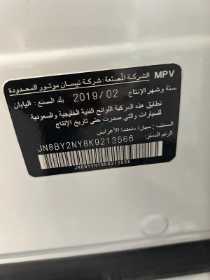 MPV الشركة الصانعة: شركة نيسان موتور المحدودة
سنة وشهر الإنتاج: 2019/02 بلد الصنع: اليابان
تطابق هذه المركبة اللوائح الفنية الخليجية والسعودية
للسيارات والتي صدرت حتى تاريخ الإنتاج
JN8BY2NY8K9213566